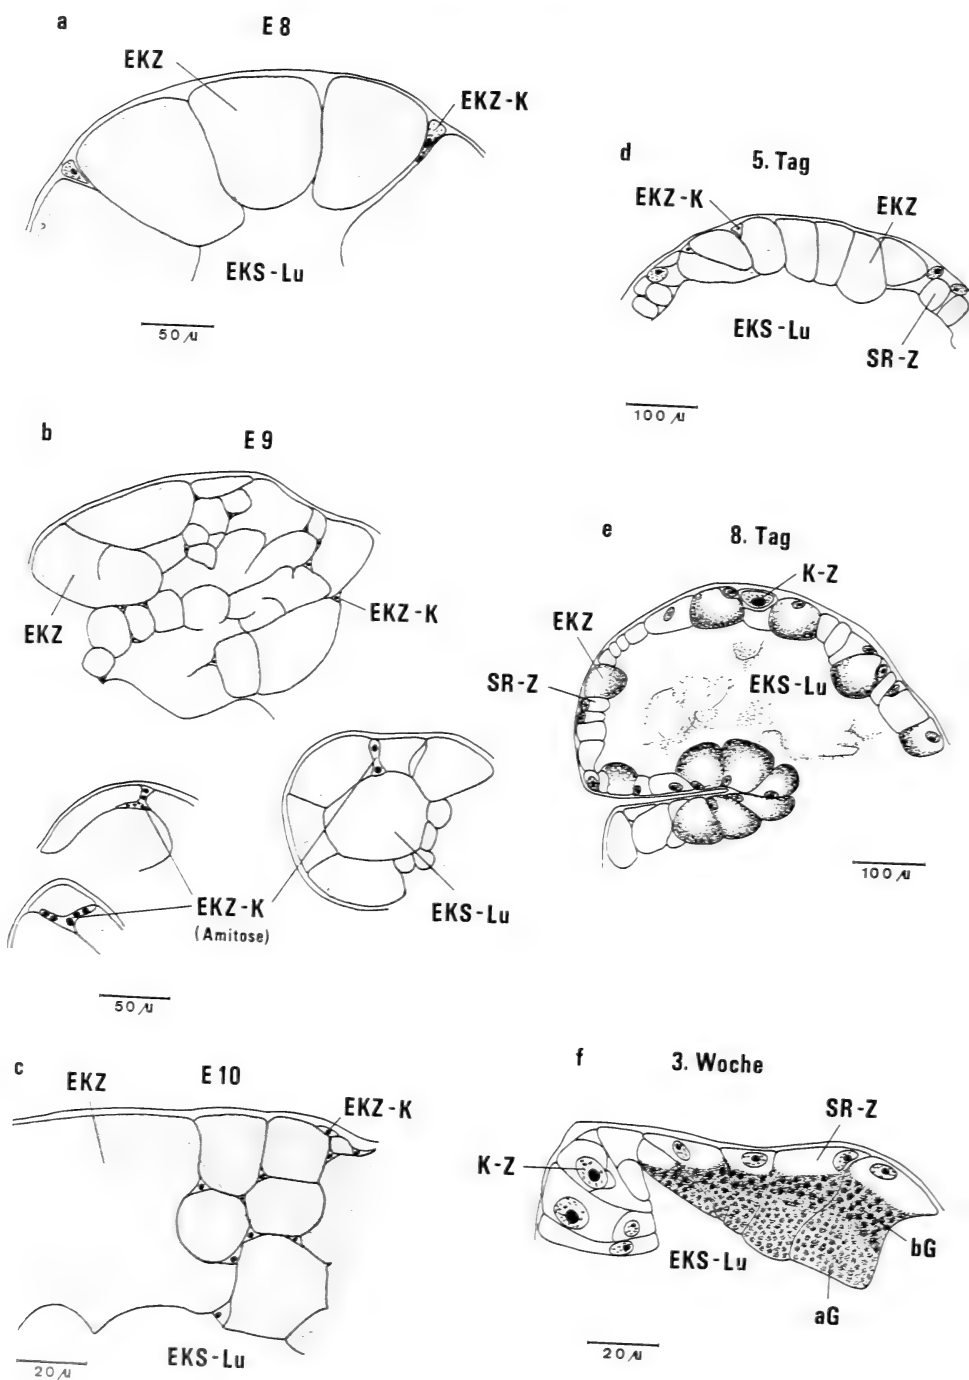 a
E 8
EKZ
EKZ-K
EKS-Lu
50 µ
b
E 9
EKZ
EKZ-K
EKZ-K
(Amitose)
EKS-Lu
50 µ
c
E 10
EKZ
EKZ-K
EKS-Lu
20 µ
d
5. Tag
EKZ-K
EKZ
EKS-Lu
SR-Z
100 µ
e
8. Tag
K-Z
EKZ
SR-Z
EKS-Lu
100 µ
f
3. Woche
SR-Z
K-Z
EKS-Lu
bG
aG
20 µ